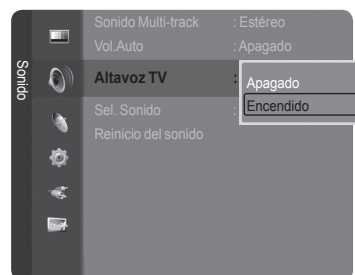 Sonido
Sonido Multi-track : Estéreo
Vol.Auto : Apagado
Altavoz TV :
Apagado
Encendido
Sel. Sonido :
Reinicio del sonido